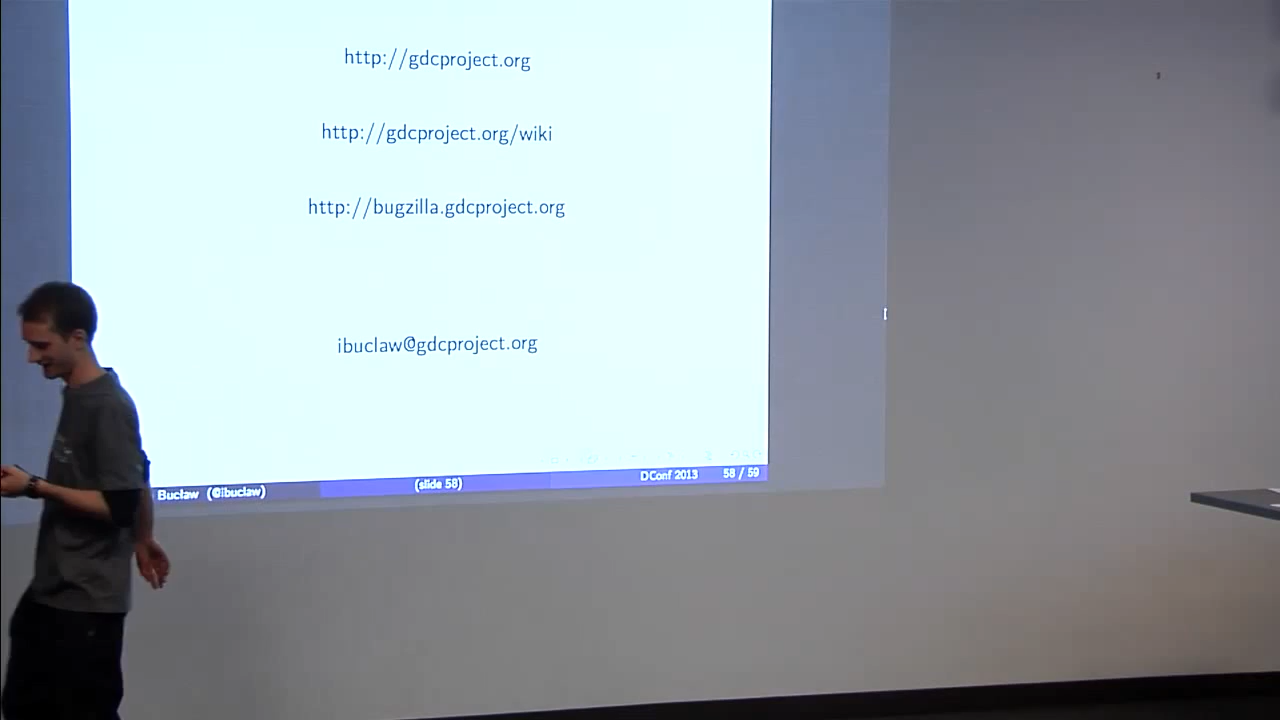 http://gdcproject.org
http://gdcproject.org/wiki
http://bugzilla.gdcproject.org
ibuclaw@gdcproject.org
Buclaw (@ibuclaw) (slide 58) DConf 2013 58 / 59